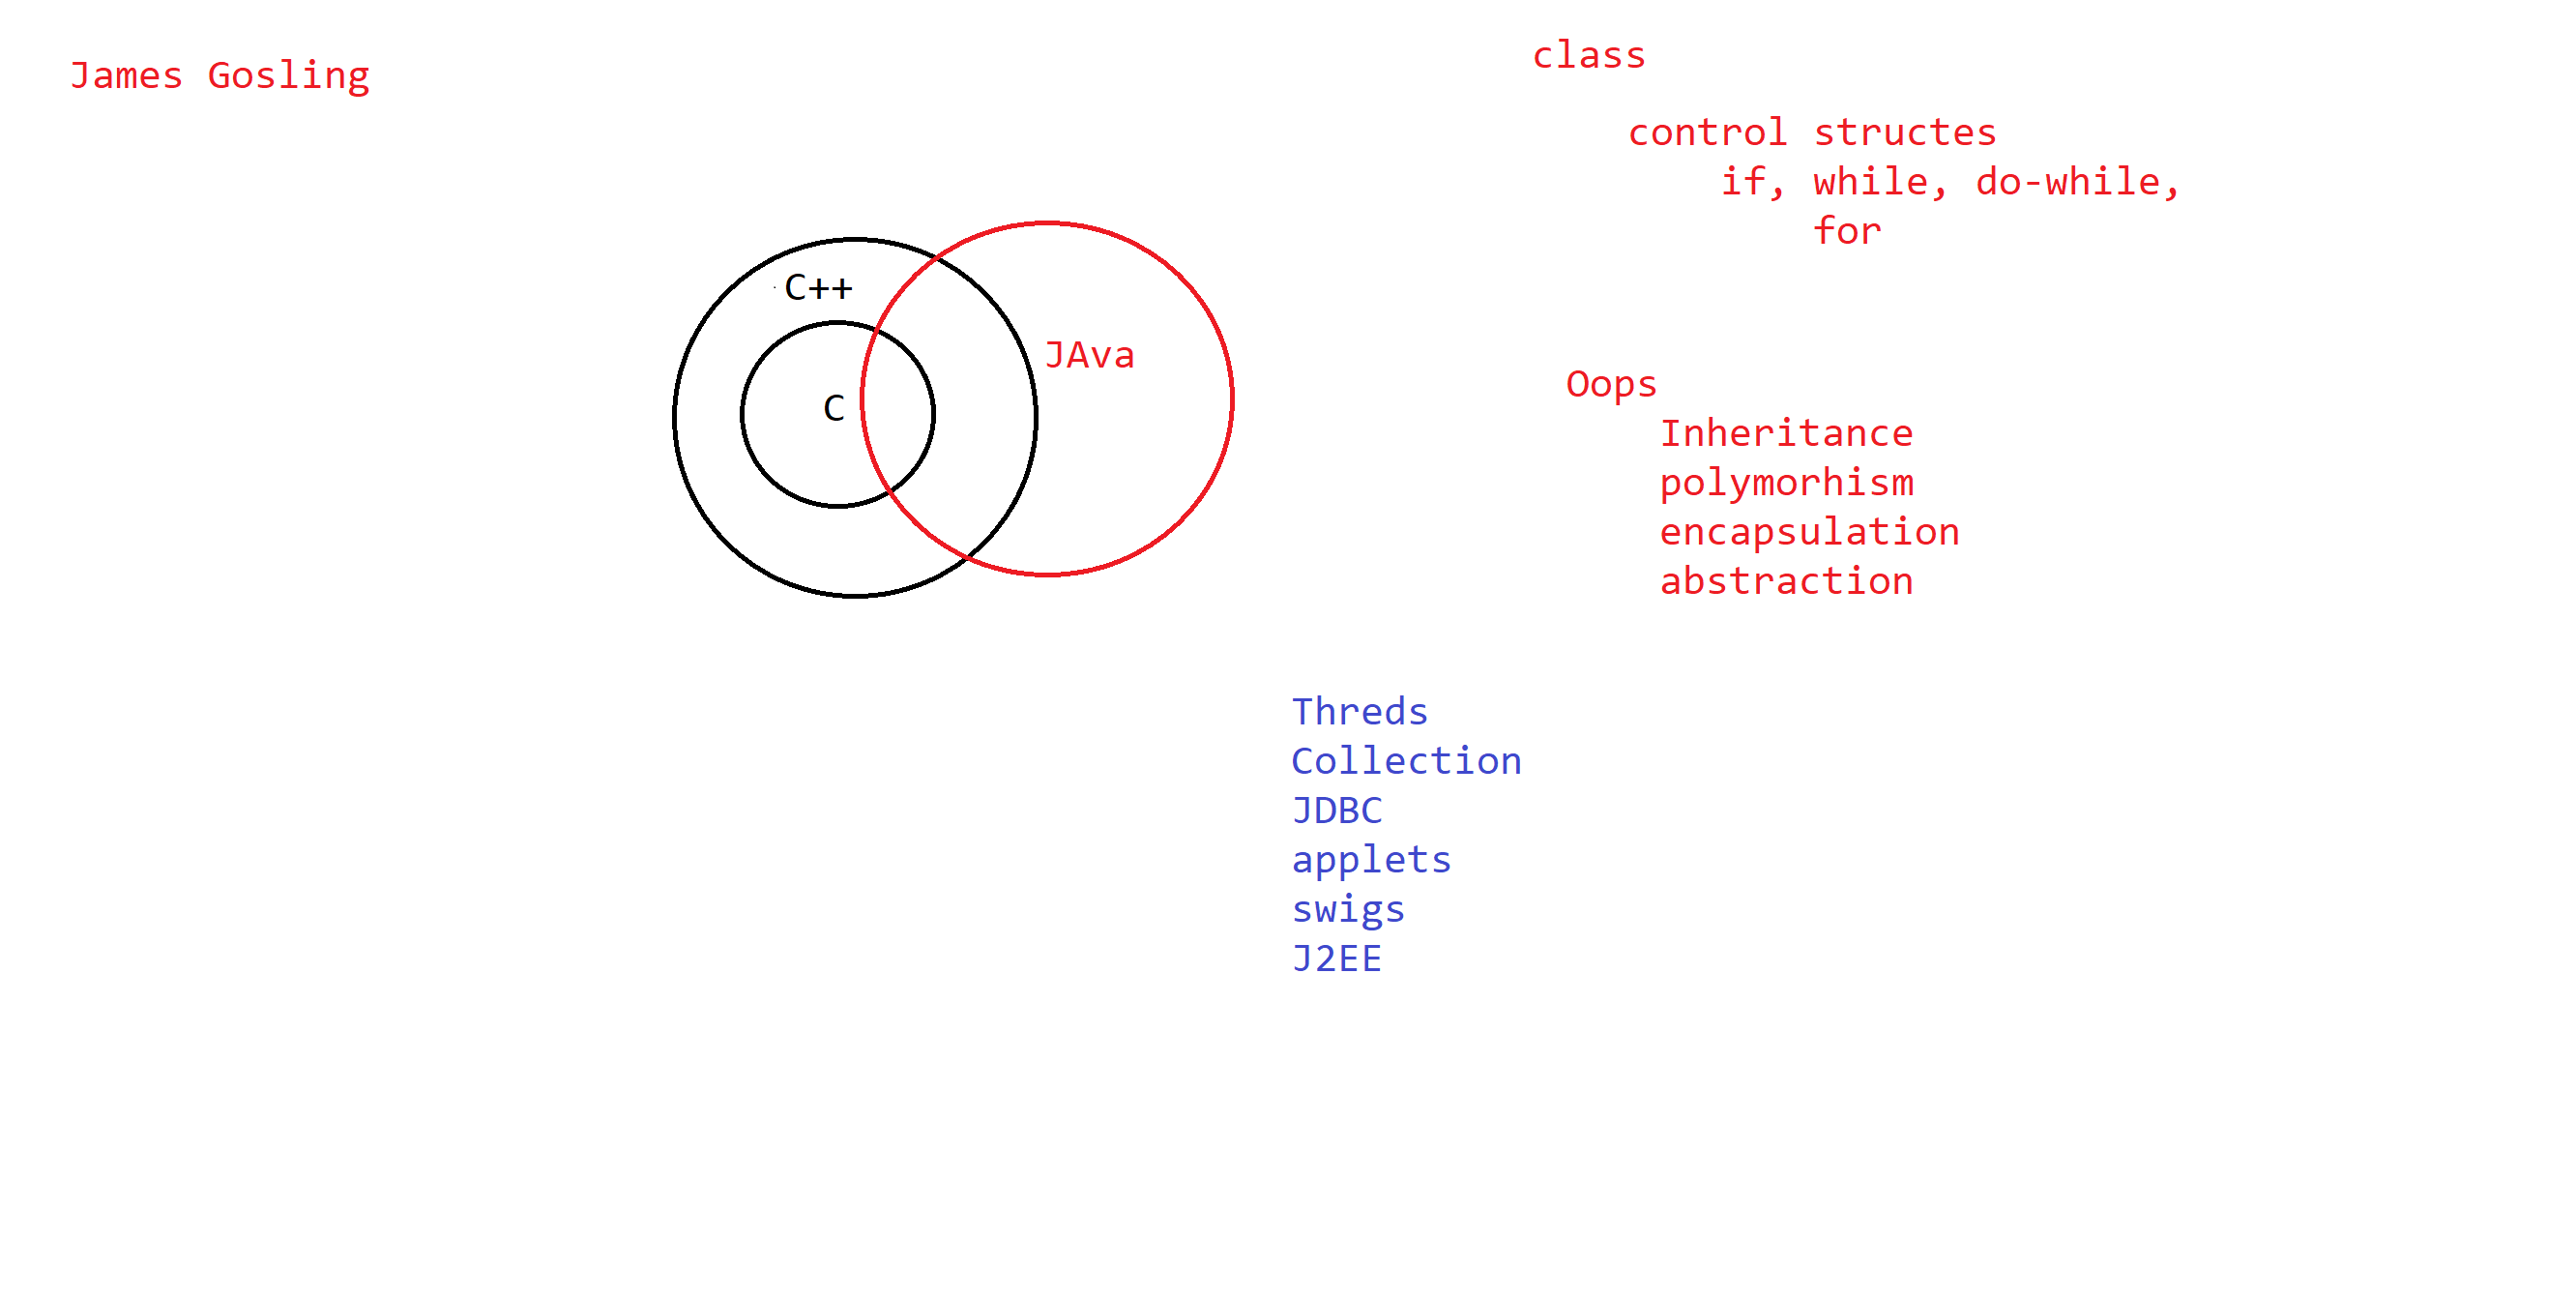 James Gosling
C++
C
JAva
class
control structes
if, while, do-while,
for
Oops
Inheritance
polymorhism
encapsulation
abstraction
Threds
Collection
JDBC
applets
swigs
J2EE